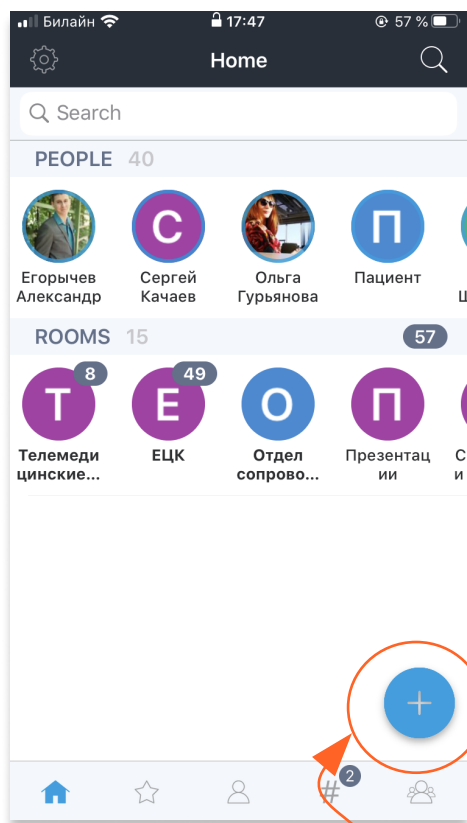 Билайн 17:47 57 %
Home
Search
PEOPLE 40
С П
Егорычев Александр
Сергей Качаев
Ольга Гурьянова
Пациент
ROOMS 15 57
Т 8 Е 49 О П
Телемеди цинские...
ЕЦК
Отдел сопрово...
Презентац ии
С и
+
# 2